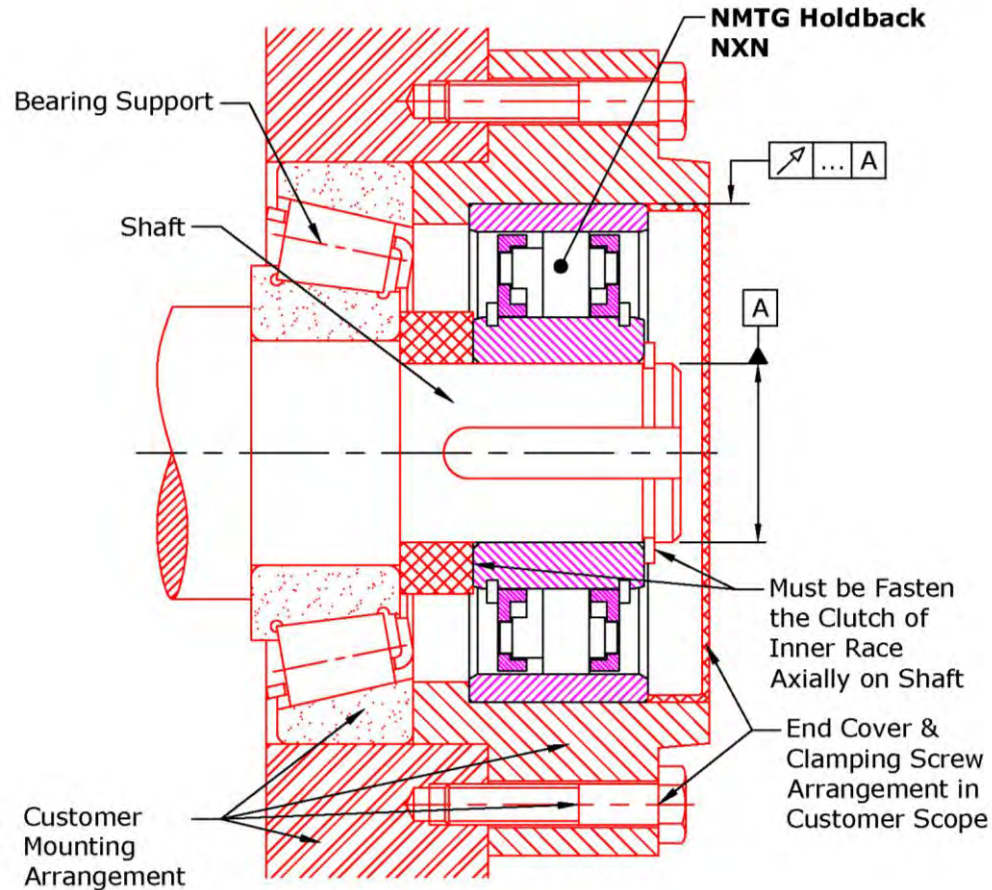 NMTG Holdback
NXN
Bearing Support
... A
Shaft
A
Must be Fasten
the Clutch of
Inner Race
Axially on Shaft
End Cover &
Clamping Screw
Arrangement in
Customer Scope
Customer
Mounting
Arrangement